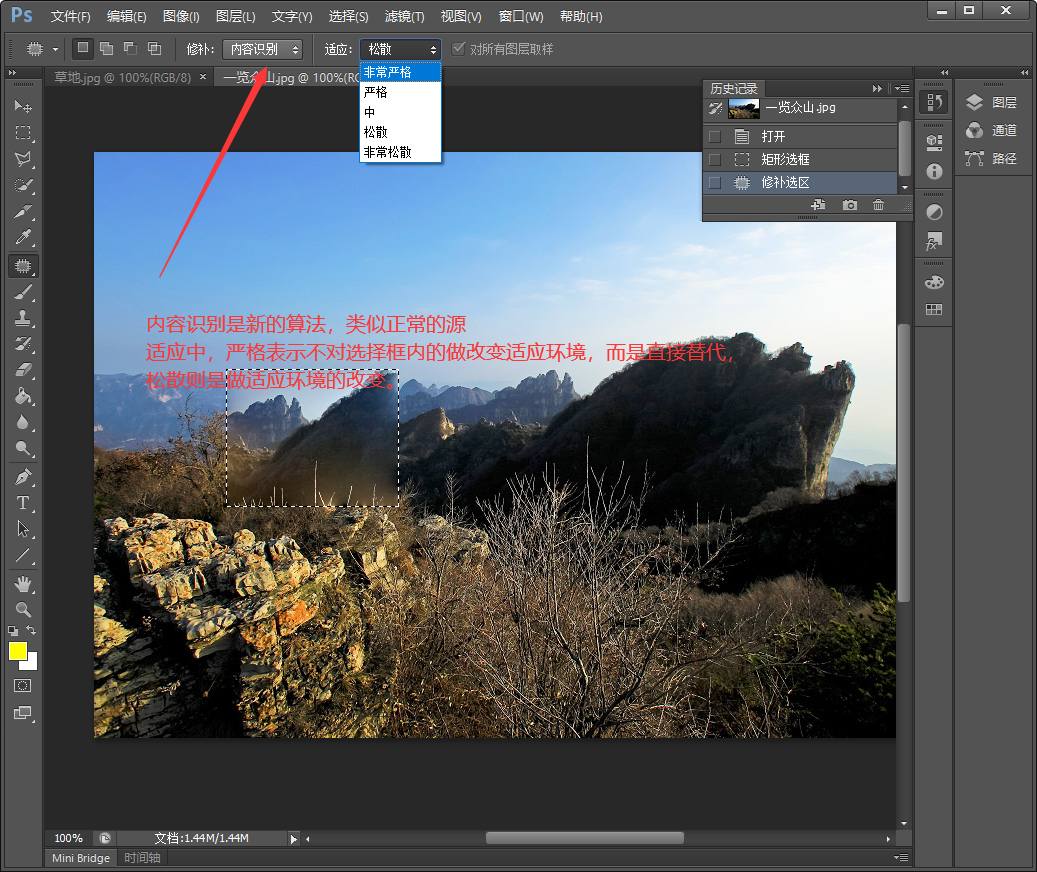 Ps 文件(F) 编辑(E) 图像(I) 图层(L) 文字(Y) 选择(S) 滤镜(T) 视图(V) 窗口(W) 帮助(H)
修补: 内容识别 适应: 松散 对所有图层取样
非常严格
严格
中
松散
非常松散
草地.jpg @ 100%(RGB/8) × 一览众山.jpg @ 100%(RG
历史记录
一览众山.jpg
打开
矩形选框
修补选区
图层
通道
路径
内容识别是新的算法，类似正常的源
适应中，严格表示不对选择框内的做改变适应环境，而是直接替代，
松散则是做适应环境的改变。
100% 文档:1.44M/1.44M
Mini Bridge 时间轴